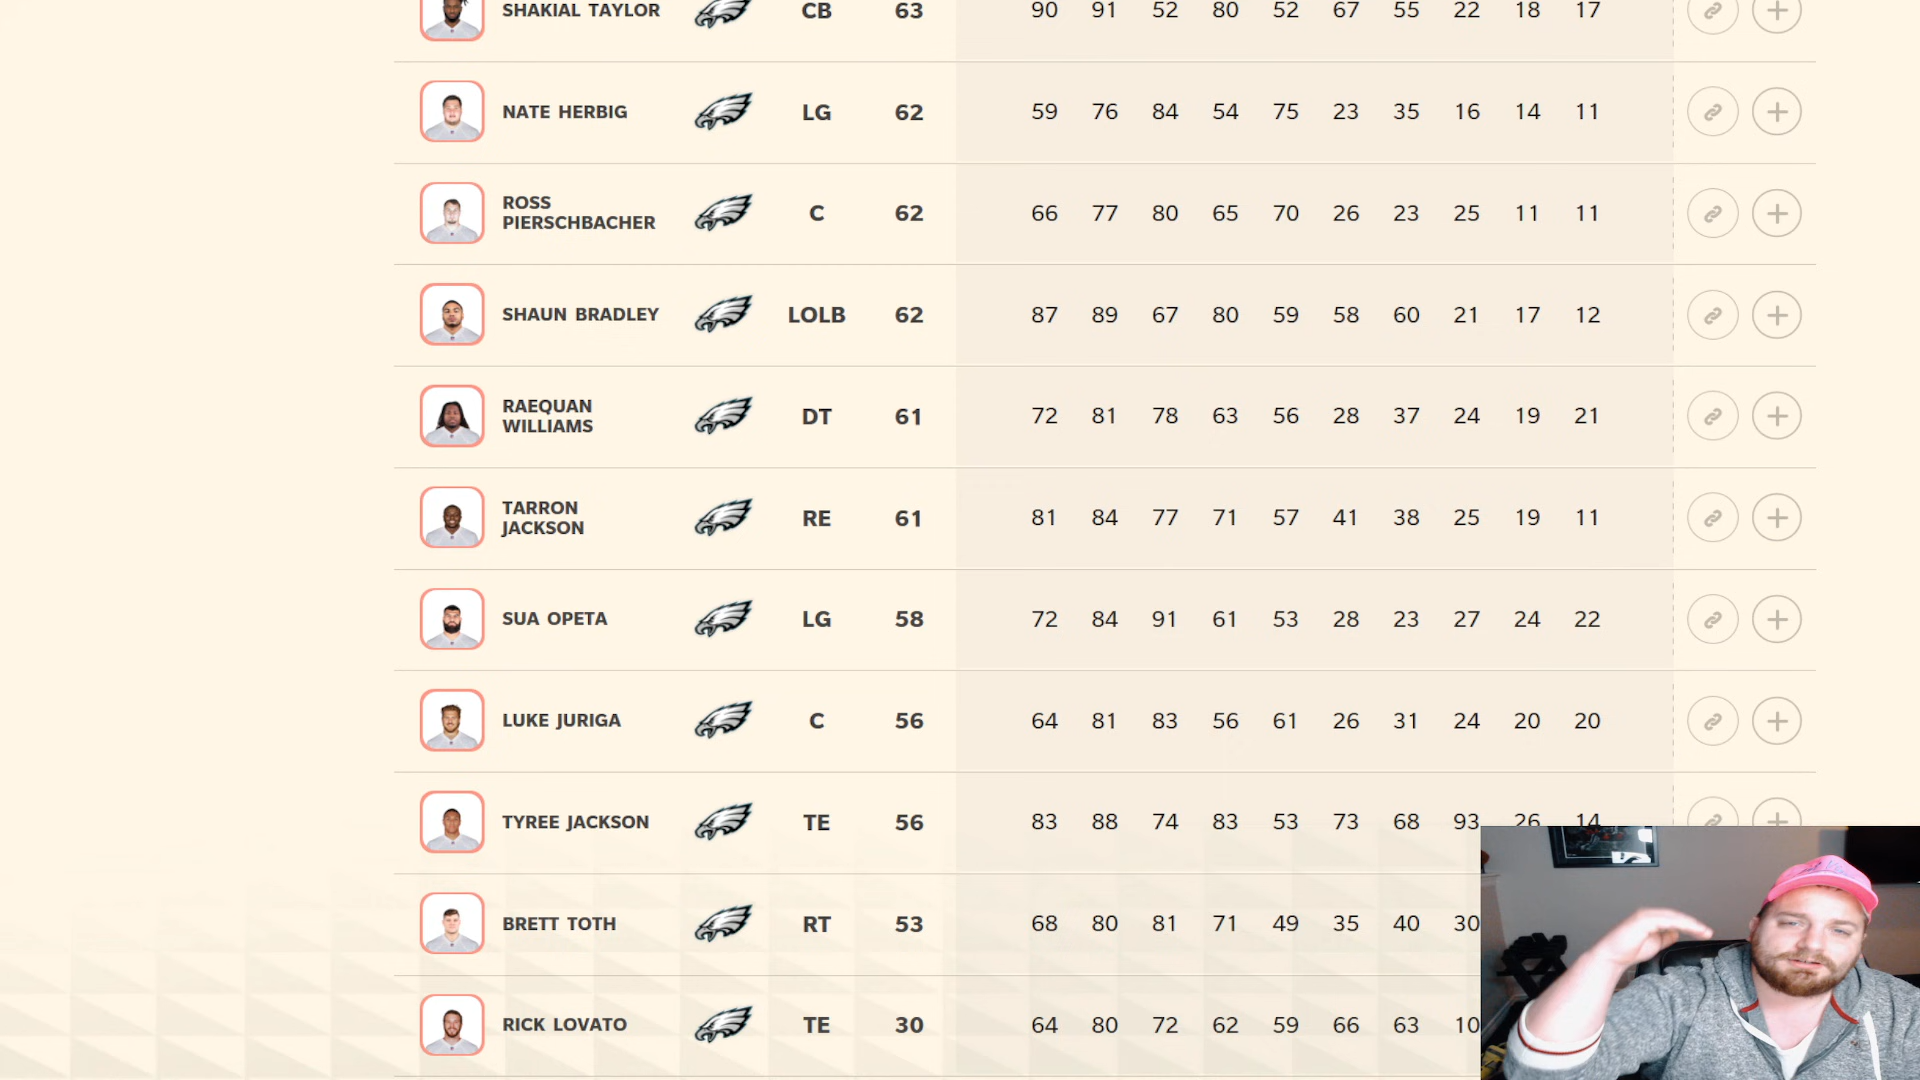 SHAKIAL TAYLOR CB 63 90 91 52 80 52 67 55 22 18 17
NATE HERBIG LG 62 59 76 84 54 75 23 35 16 14 11
ROSS
PIERSCHBACHER C 62 66 77 80 65 70 26 23 25 11 11
SHAUN BRADLEY LOLB 62 87 89 67 80 59 58 60 21 17 12
RAEQUAN
WILLIAMS DT 61 72 81 78 63 56 28 37 24 19 21
TARRON
JACKSON RE 61 81 84 77 71 57 41 38 25 19 11
SUA OPETA LG 58 72 84 91 61 53 28 23 27 24 22
LUKE JURIGA C 56 64 81 83 56 61 26 31 24 20 20
TYREE JACKSON TE 56 83 88 74 83 53 73 68 93 26 14
BRETT TOTH RT 53 68 80 81 71 49 35 40 30
RICK LOVATO TE 30 64 80 72 62 59 66 63 10